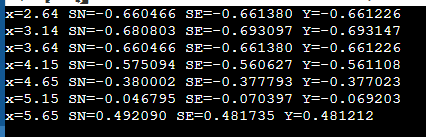 x=2.64 SN=-0.660466 SE=-0.661380 Y=-0.661226
x=3.14 SN=-0.680803 SE=-0.693097 Y=-0.693147
x=3.64 SN=-0.660466 SE=-0.661380 Y=-0.661226
x=4.15 SN=-0.575094 SE=-0.560627 Y=-0.561108
x=4.65 SN=-0.380002 SE=-0.377793 Y=-0.377023
x=5.15 SN=-0.046795 SE=-0.070397 Y=-0.069203
x=5.65 SN=0.492090 SE=0.481735 Y=0.481212